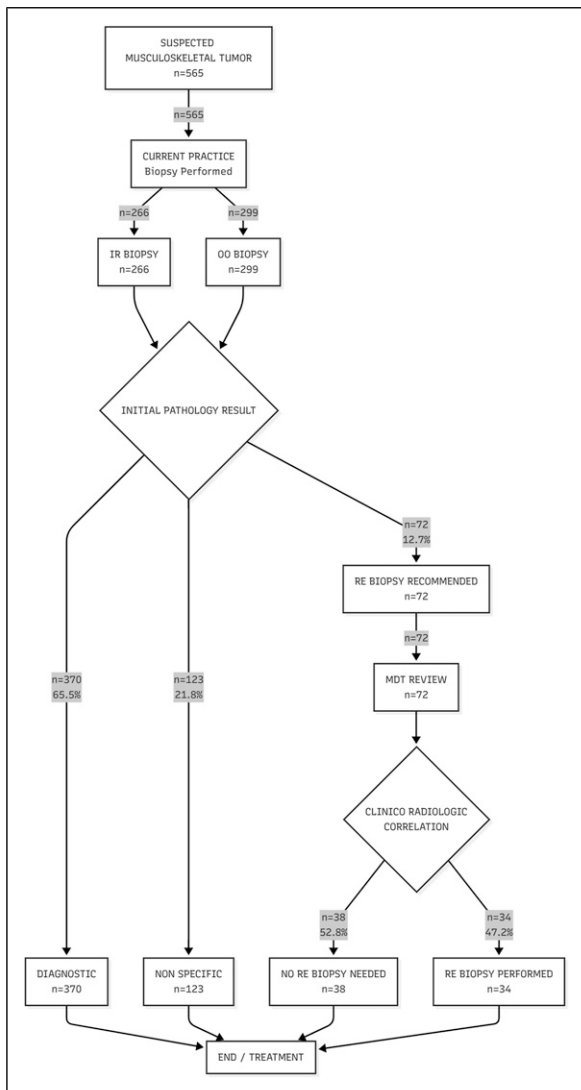 SUSPECTED
MUSCULOSKELETAL TUMOR
n=565
n=565
CURRENT PRACTICE
Biopsy Performed
n=266
n=299
IR BIOPSY
n=266
OO BIOPSY
n=299
INITIAL PATHOLOGY RESULT
n=72
12.7%
RE BIOPSY RECOMMENDED
n=72
n=72
n=370
65.5%
n=123
21.8%
MDT REVIEW
n=72
CLINICO RADIOLOGIC
CORRELATION
n=38
52.8%
n=34
47.2%
DIAGNOSTIC
n=370
NON SPECIFIC
n=123
NO RE BIOPSY NEEDED
n=38
RE BIOPSY PERFORMED
n=34
END / TREATMENT